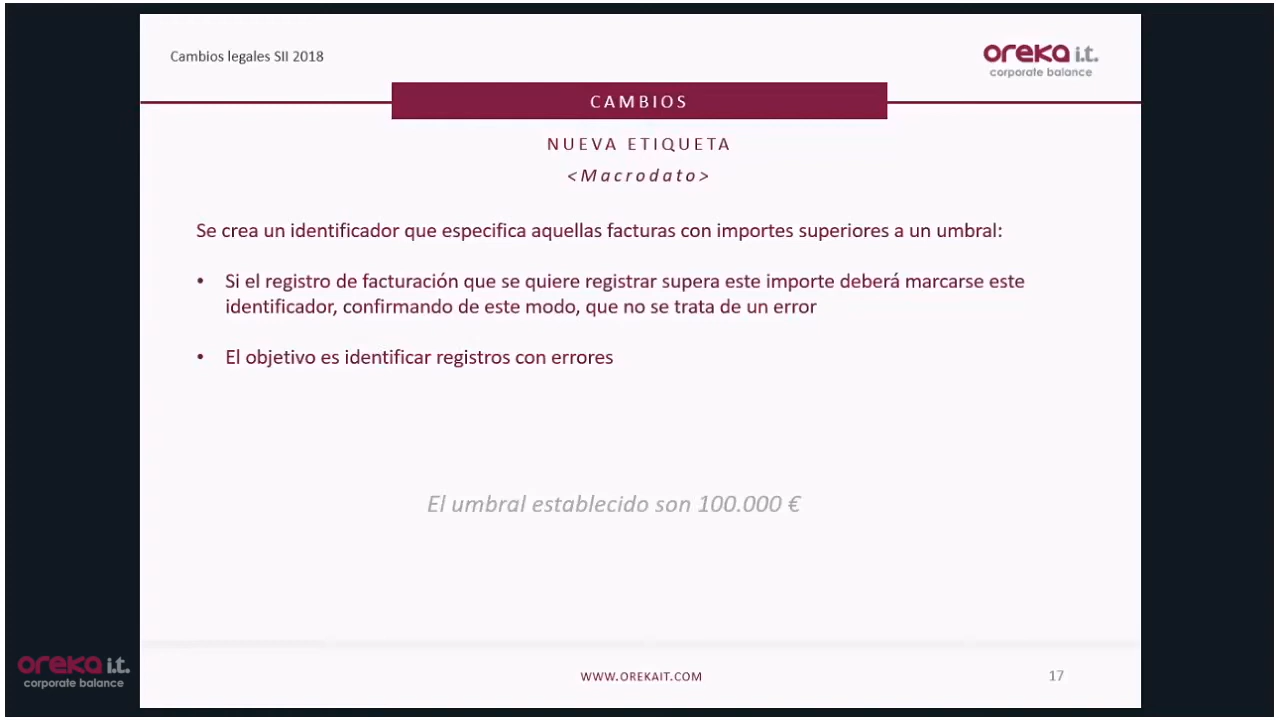 Cambios legales SII 2018
oreka i.t.
corporate balance
CAMBIOS
NUEVA ETIQUETA
<Macrodato>
Se crea un identificador que especifica aquellas facturas con importes superiores a un umbral:
• Si el registro de facturación que se quiere registrar supera este importe deberá marcarse este
identificador, confirmando de este modo, que no se trata de un error
• El objetivo es identificar registros con errores
El umbral establecido son 100.000 €
oreka i.t.
corporate balance
WWW.OREKAIT.COM
17